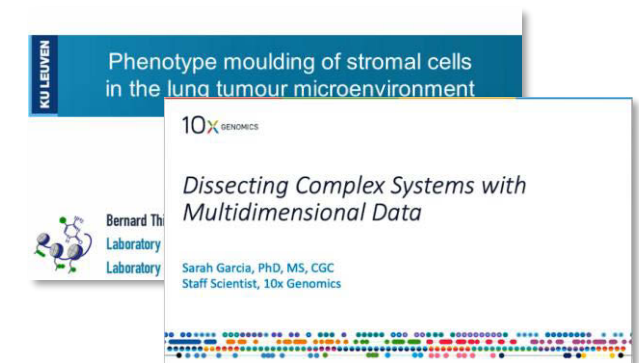 KU LEUVEN
Phenotype moulding of stromal cells
in the lung tumour microenvironment
10X GENOMICS
Dissecting Complex Systems with
Multidimensional Data
Bernard
Laboratory
Laboratory
Sarah Garcia, PhD, MS, CGC
Staff Scientist, 10x Genomics